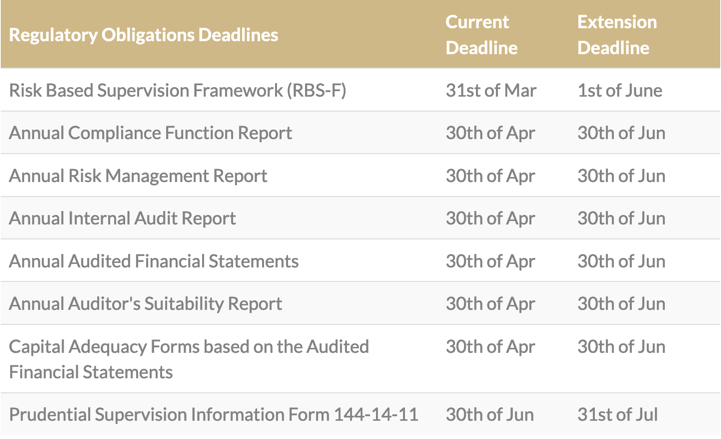 Regulatory Obligations Deadlines Current Deadline Extension Deadline
Risk Based Supervision Framework (RBS-F) 31st of Mar 1st of June
Annual Compliance Function Report 30th of Apr 30th of Jun
Annual Risk Management Report 30th of Apr 30th of Jun
Annual Internal Audit Report 30th of Apr 30th of Jun
Annual Audited Financial Statements 30th of Apr 30th of Jun
Annual Auditor's Suitability Report 30th of Apr 30th of Jun
Capital Adequacy Forms based on the Audited 30th of Apr 30th of Jun
Financial Statements
Prudential Supervision Information Form 144-14-11 30th of Jun 31st of Jul